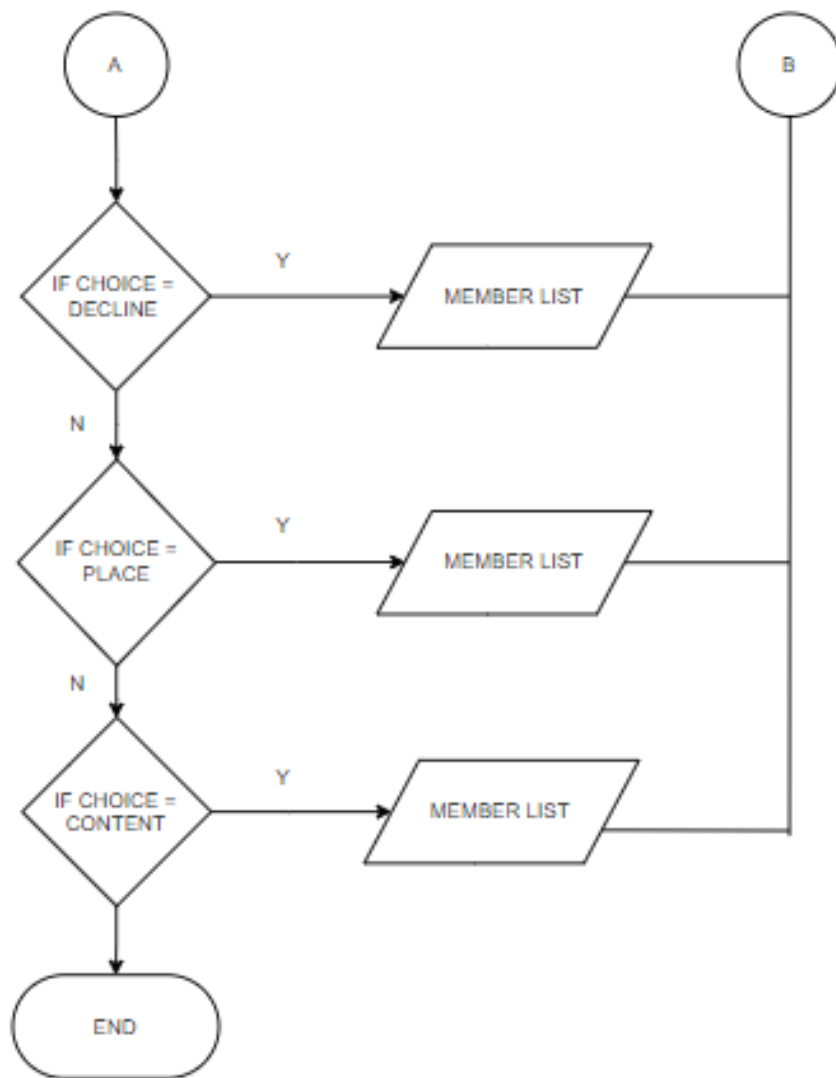 A
B
IF CHOICE =
DECLINE
Y
MEMBER LIST
N
IF CHOICE =
PLACE
Y
MEMBER LIST
N
IF CHOICE =
CONTENT
Y
MEMBER LIST
END